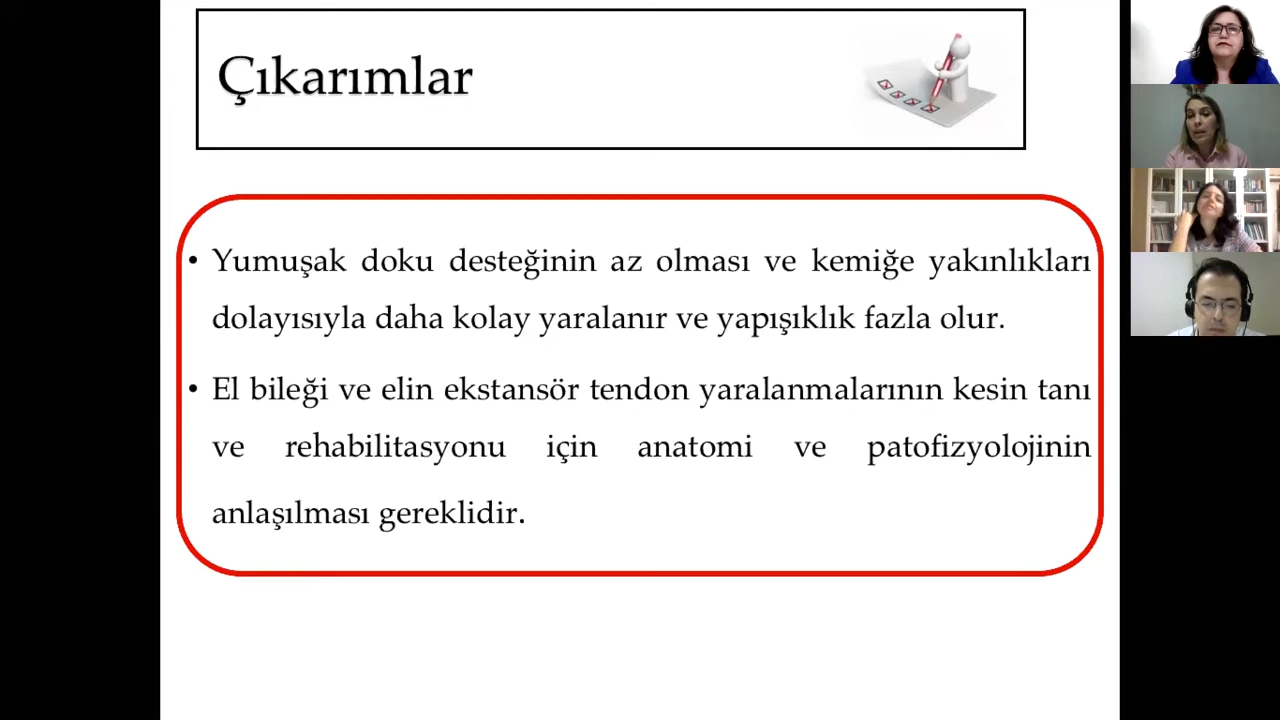 Çıkarımlar
• Yumuşak doku desteğinin az olması ve kemiğe yakınlıkları
dolayısıyla daha kolay yaralanır ve yapışıklık fazla olur.
• El bileği ve elin ekstansör tendon yaralanmalarının kesin tanı
ve rehabilitasyonu için anatomi ve patofizyolojinin
anlaşılması gereklidir.